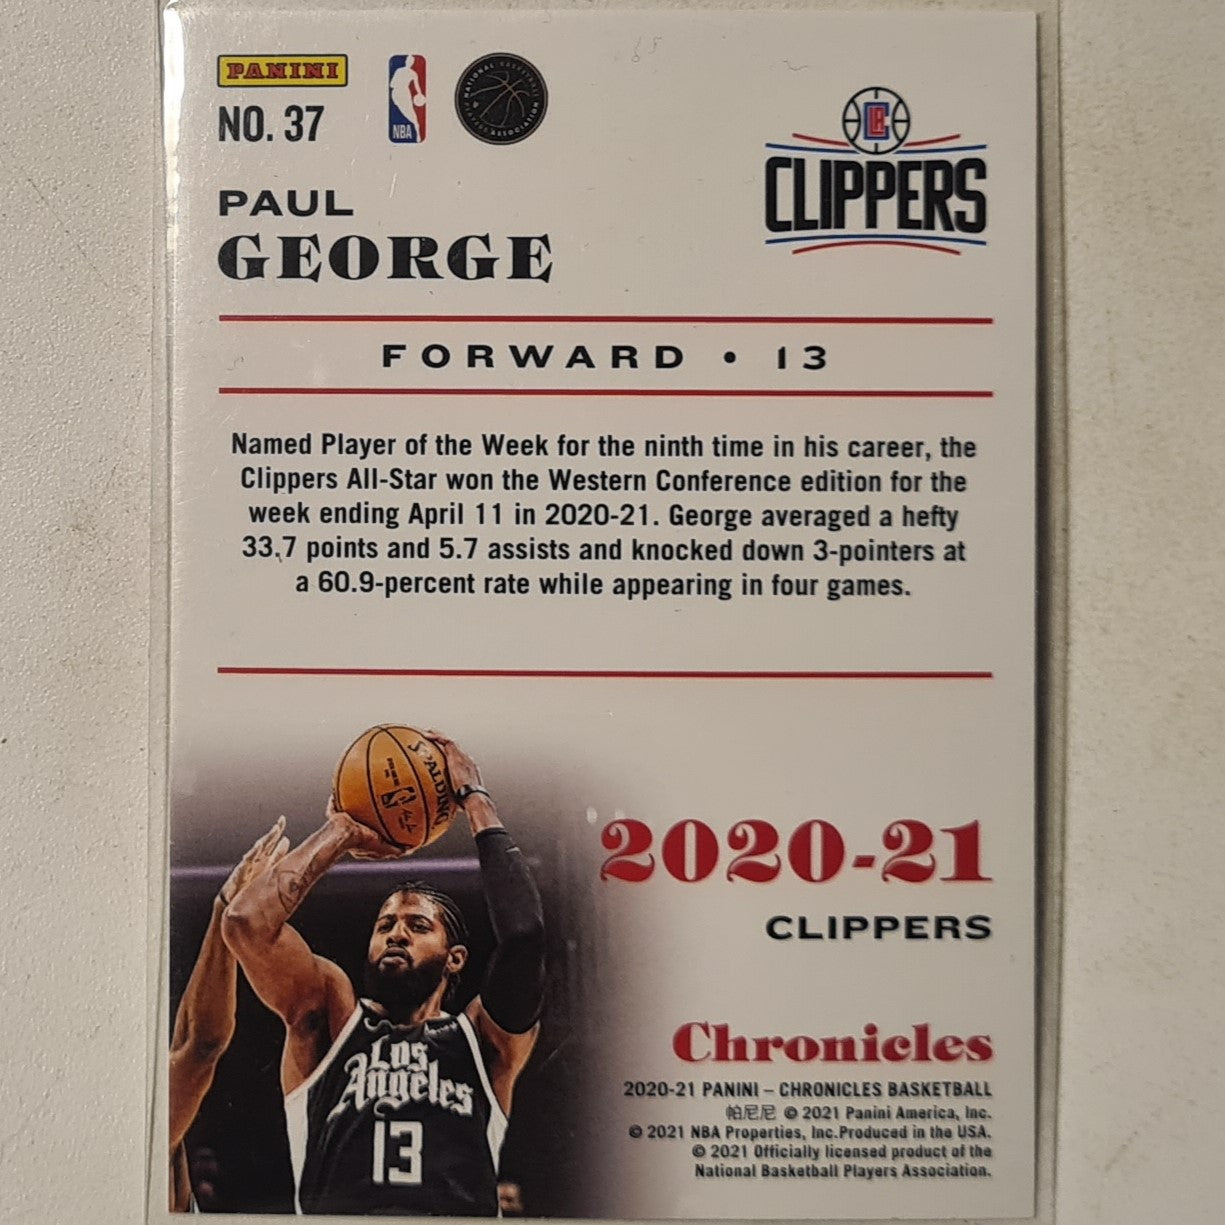 PANINI
NO. 37
NBA
NATIONAL BASKETBALL
PLAYERS ASSOCIATION
LA
CLIPPERS
PAUL
GEORGE
FORWARD • 13
Named Player of the Week for the ninth time in his career, the
Clippers All-Star won the Western Conference edition for the
week ending April 11 in 2020-21. George averaged a hefty
33.7 points and 5.7 assists and knocked down 3-pointers at
a 60.9-percent rate while appearing in four games.
SPALDING
Los
Angeles
13
2020-21
CLIPPERS
Chronicles
2020-21 PANINI – CHRONICLES BASKETBALL
帕尼尼 © 2021 Panini America, Inc.
© 2021 NBA Properties, Inc.Produced in the USA.
© 2021 Officially licensed product of the
National Basketball Players Association.